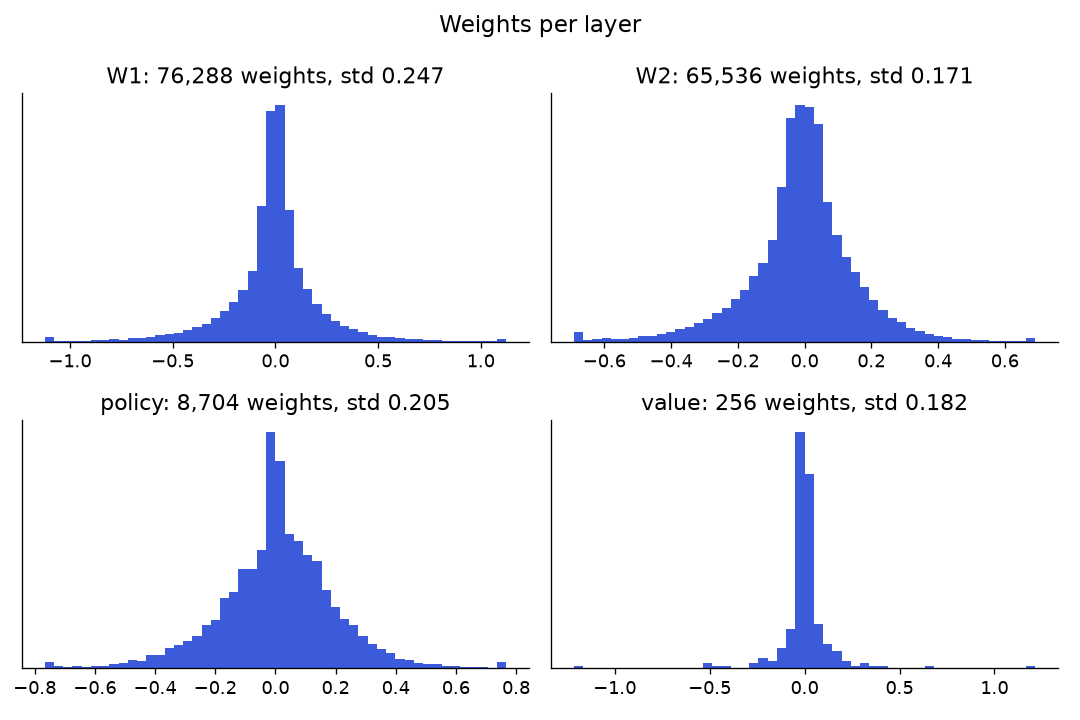 Weights per layer
W1: 76,288 weights, std 0.247
W2: 65,536 weights, std 0.171
−1.0 −0.5 0.0 0.5 1.0
−0.6 −0.4 −0.2 0.0 0.2 0.4 0.6
policy: 8,704 weights, std 0.205
value: 256 weights, std 0.182
−0.8 −0.6 −0.4 −0.2 0.0 0.2 0.4 0.6 0.8
−1.0 −0.5 0.0 0.5 1.0